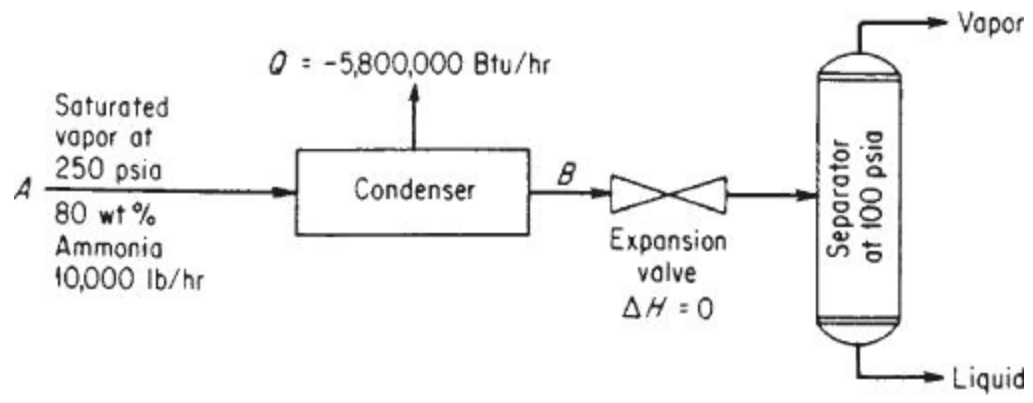 Vapor
Q = -5,800,000 Btu/hr
Saturated
vapor at
250 psia
A
80 wt %
Ammonia
10,000 lb/hr
Condenser
B
Expansion
valve
ΔH = 0
Separator
at 100 psia
Liquid